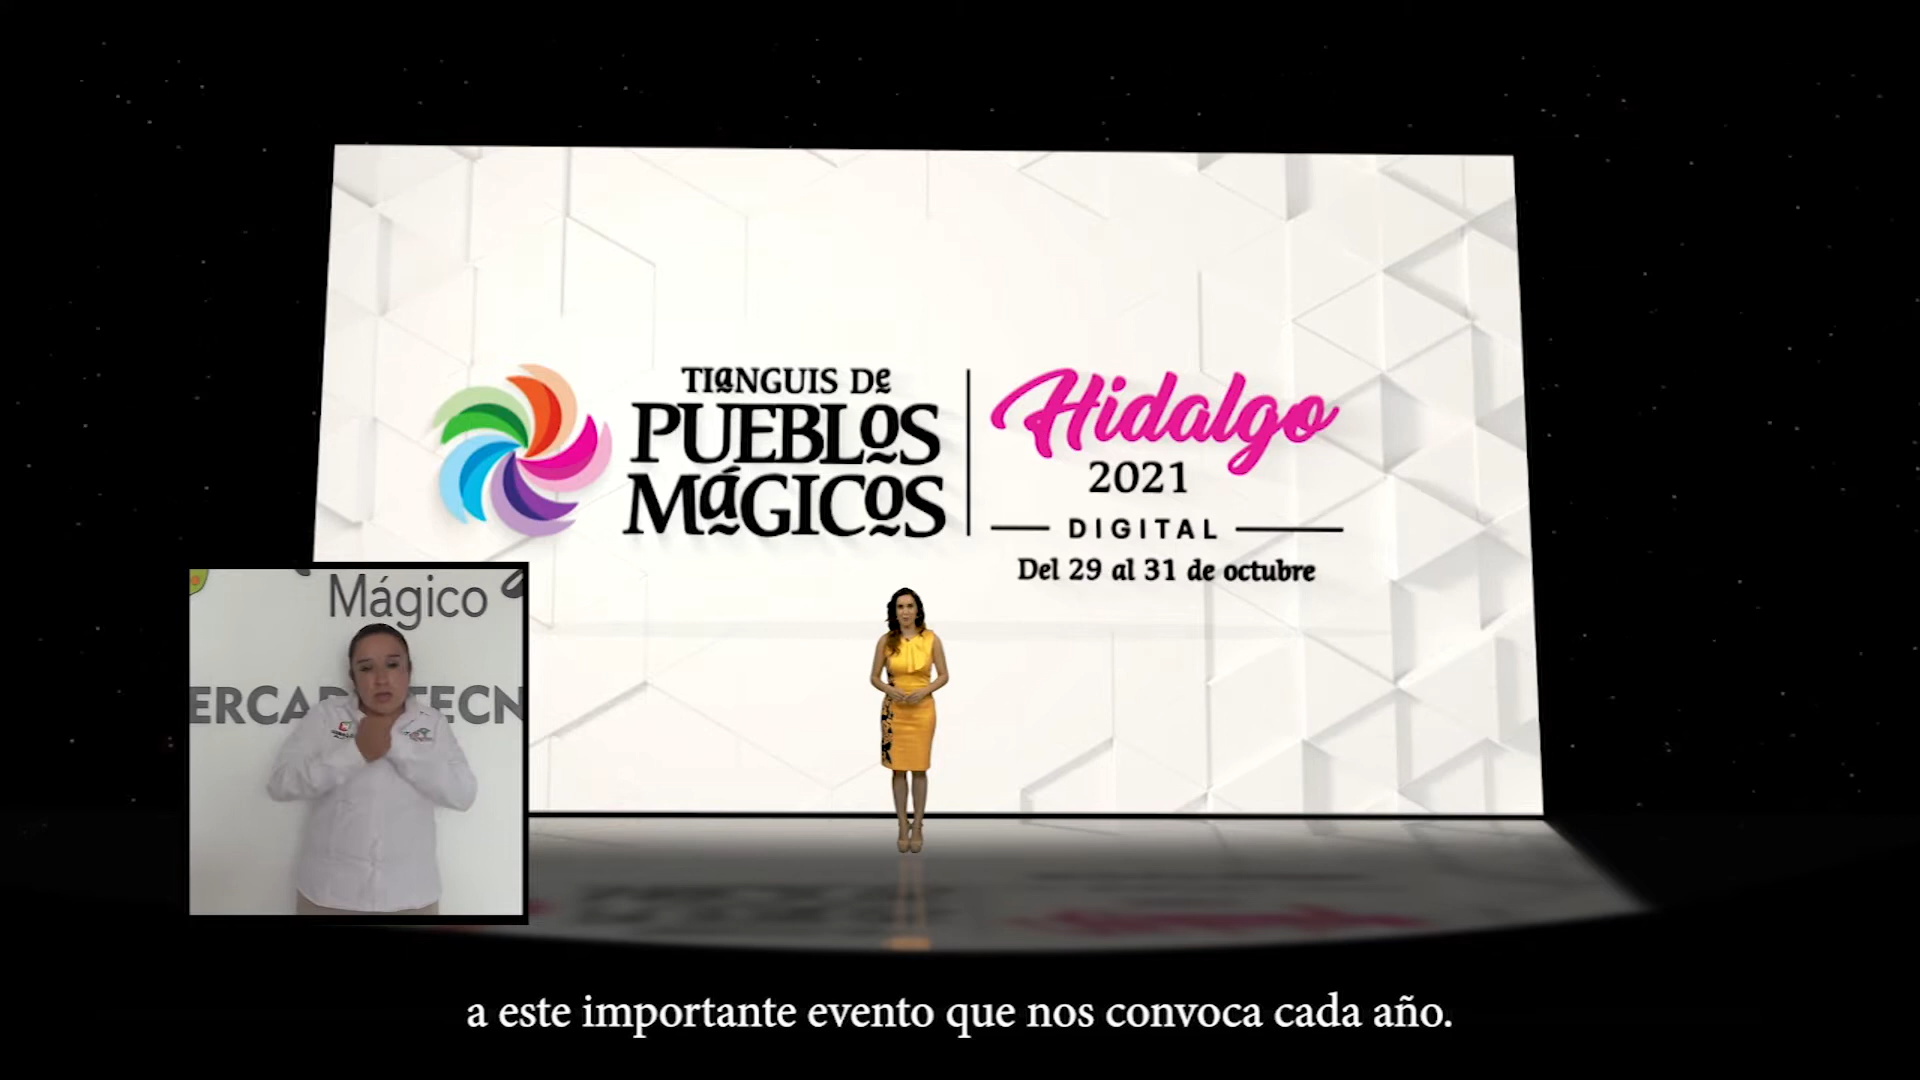 TIaNGUIS De
PUEBLoS
MáGICoS
Hidalgo
2021
DIGITAL
Del 29 al 31 de octubre
Mágico
a este importante evento que nos convoca cada año.